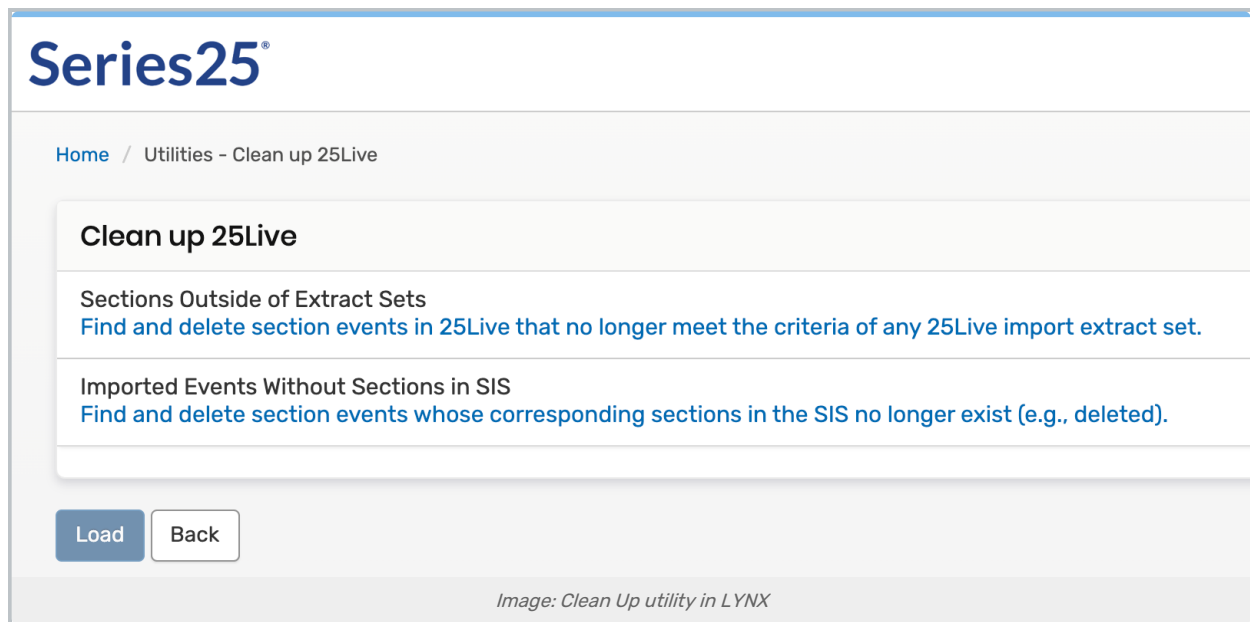 Series25®
Home / Utilities - Clean up 25Live
Clean up 25Live
Sections Outside of Extract Sets
Find and delete section events in 25Live that no longer meet the criteria of any 25Live import extract set.
Imported Events Without Sections in SIS
Find and delete section events whose corresponding sections in the SIS no longer exist (e.g., deleted).
Load Back
Image: Clean Up utility in LYNX